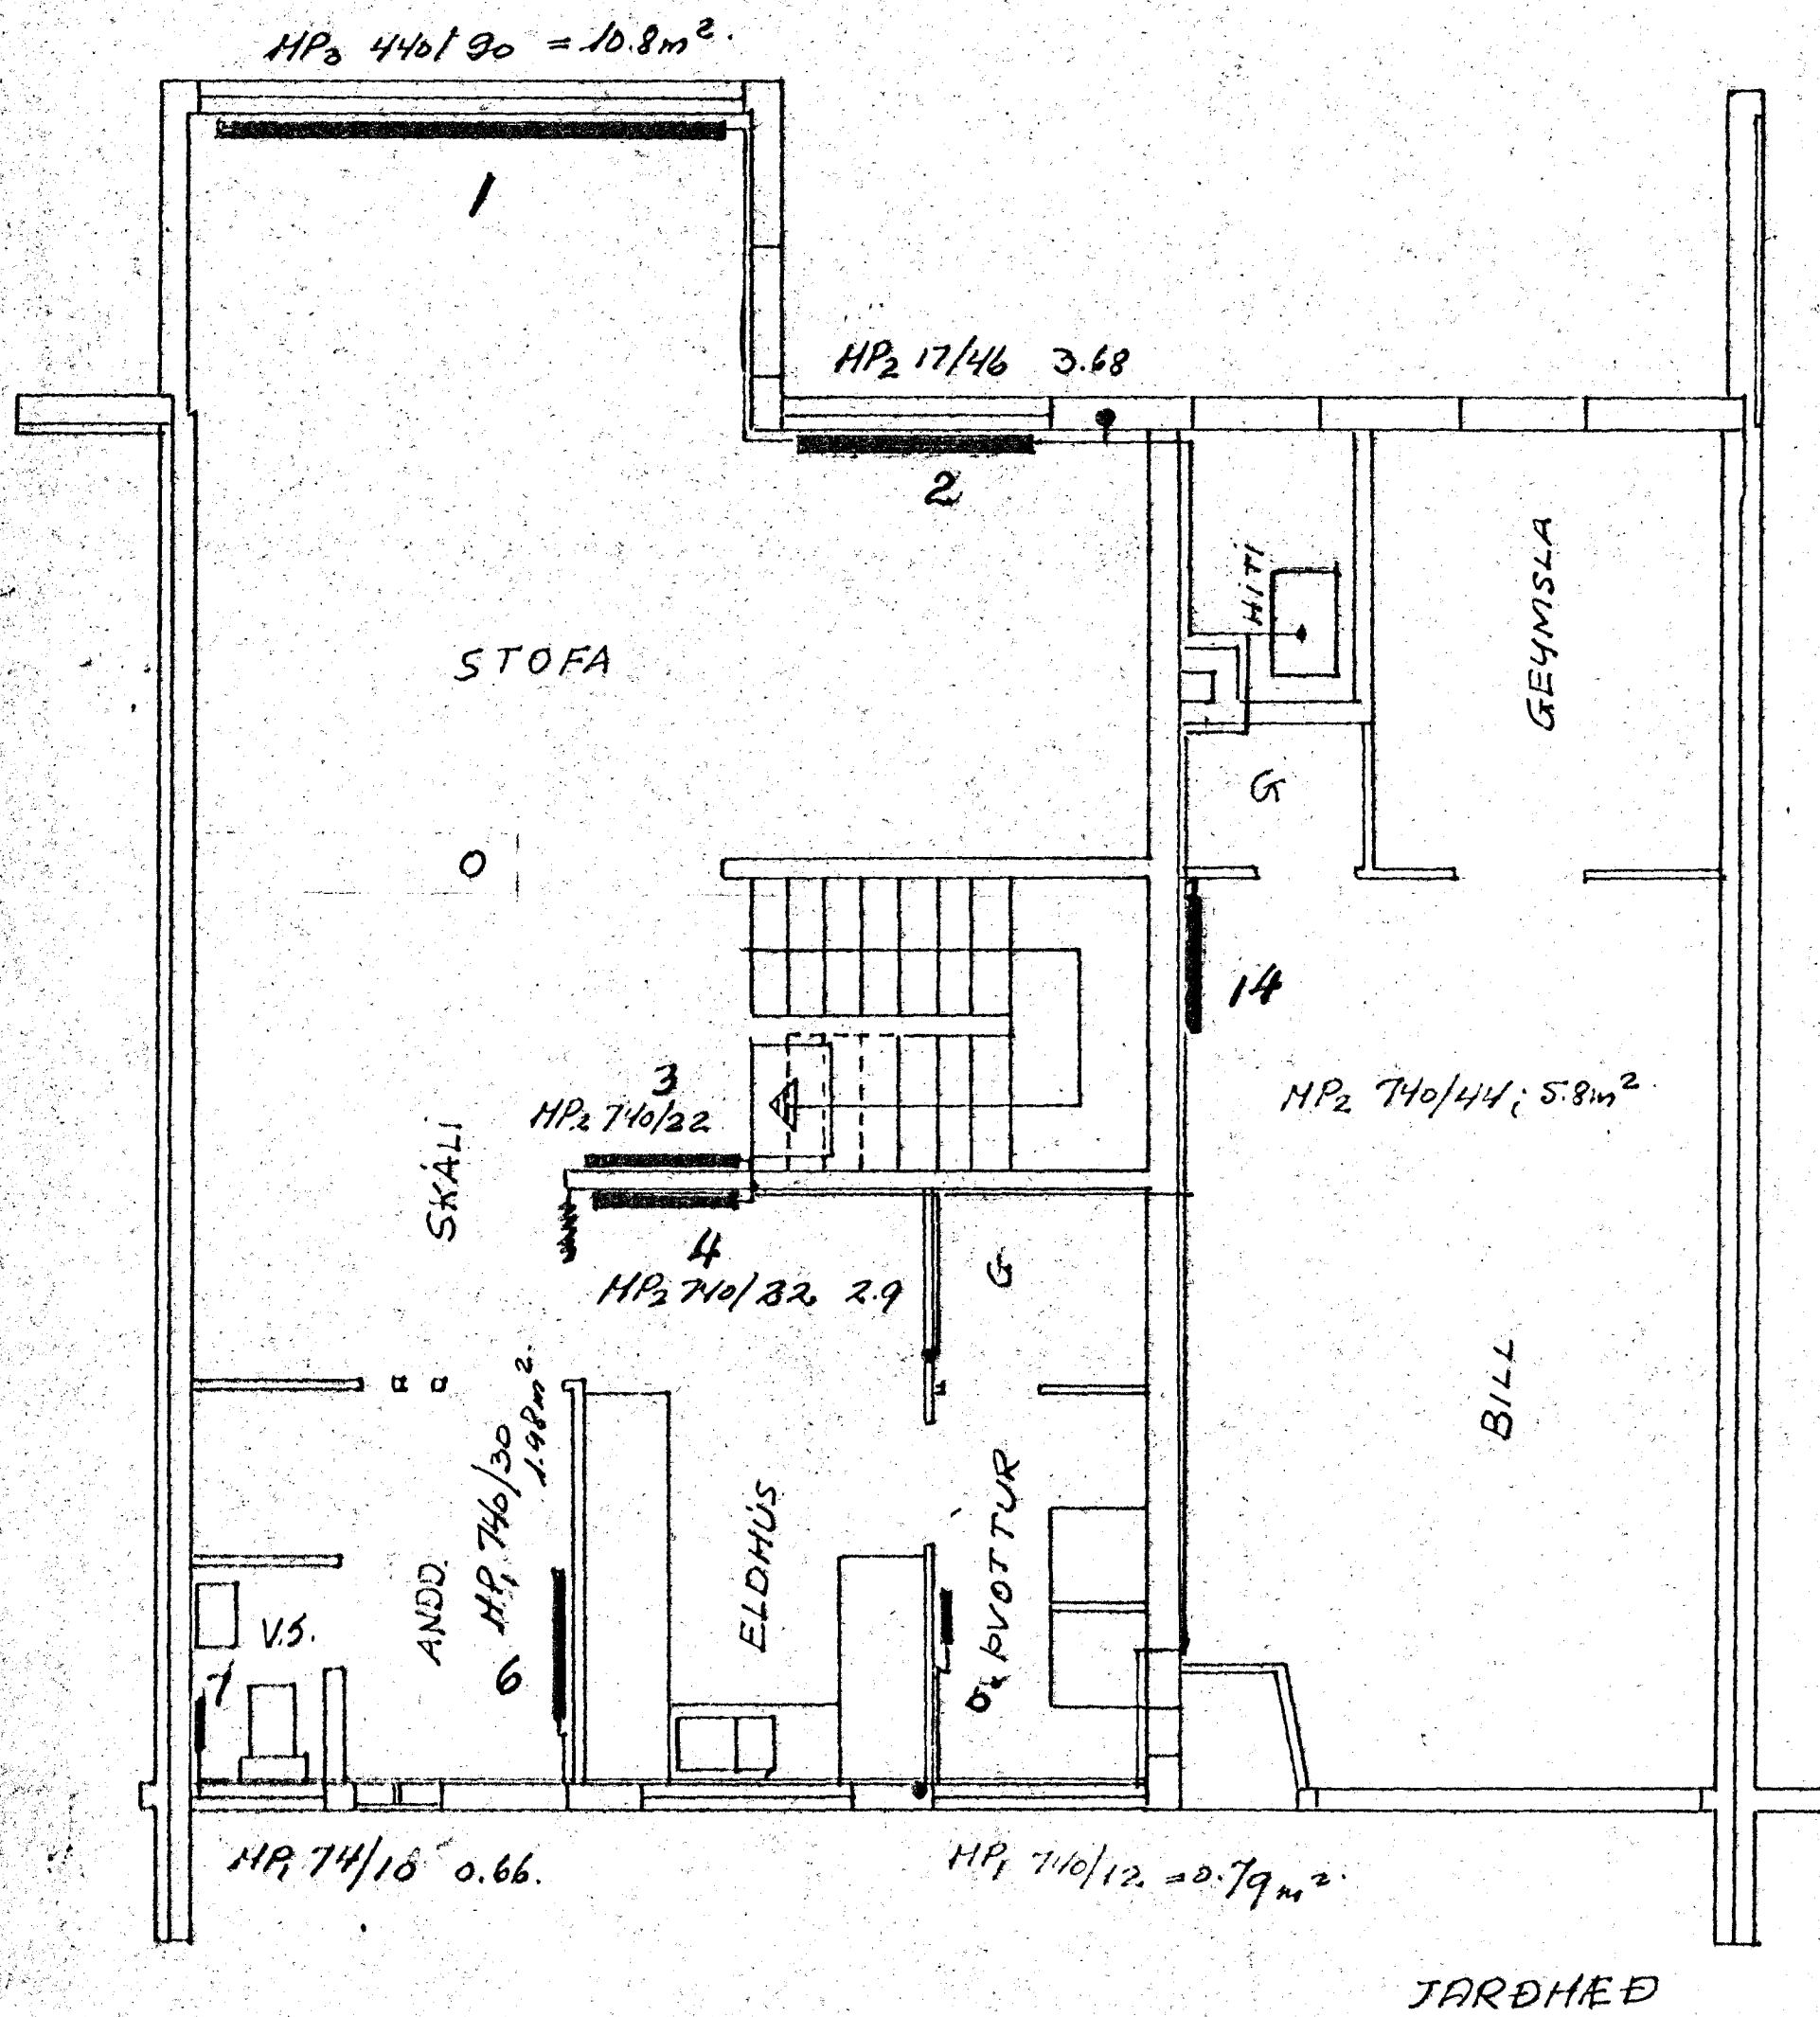 HP3 440/90 = 10.8m².
1
HP2 17/46 3.68
2
HITI
GEYMSLA
STOFA
G
O
14
3
HP2 740/22
HP2 740/44; 5.8m²
SKÁLI
4
HP2 740/22 2.9
G
HP1 740/30
1.98m².
BILL
ELDHÚS
ÞVOTTUR
ANDD.
V.S.
6
7
HP1 74/10 0.66.
HP1 740/12 = 0.79m².
JARÐHÆÐ